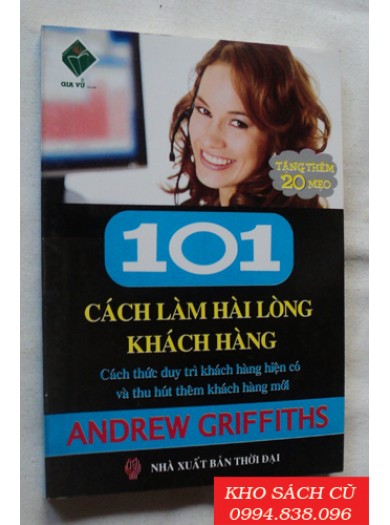 GIA VŨ
TẶNG THÊM
20 MẸO
101
CÁCH LÀM HÀI LÒNG
KHÁCH HÀNG
Cách thức duy trì khách hàng hiện có
và thu hút thêm khách hàng mới
ANDREW GRIFFITHS
NHÀ XUẤT BẢN THỜI ĐẠI
KHO SÁCH CŨ
0994.838.096